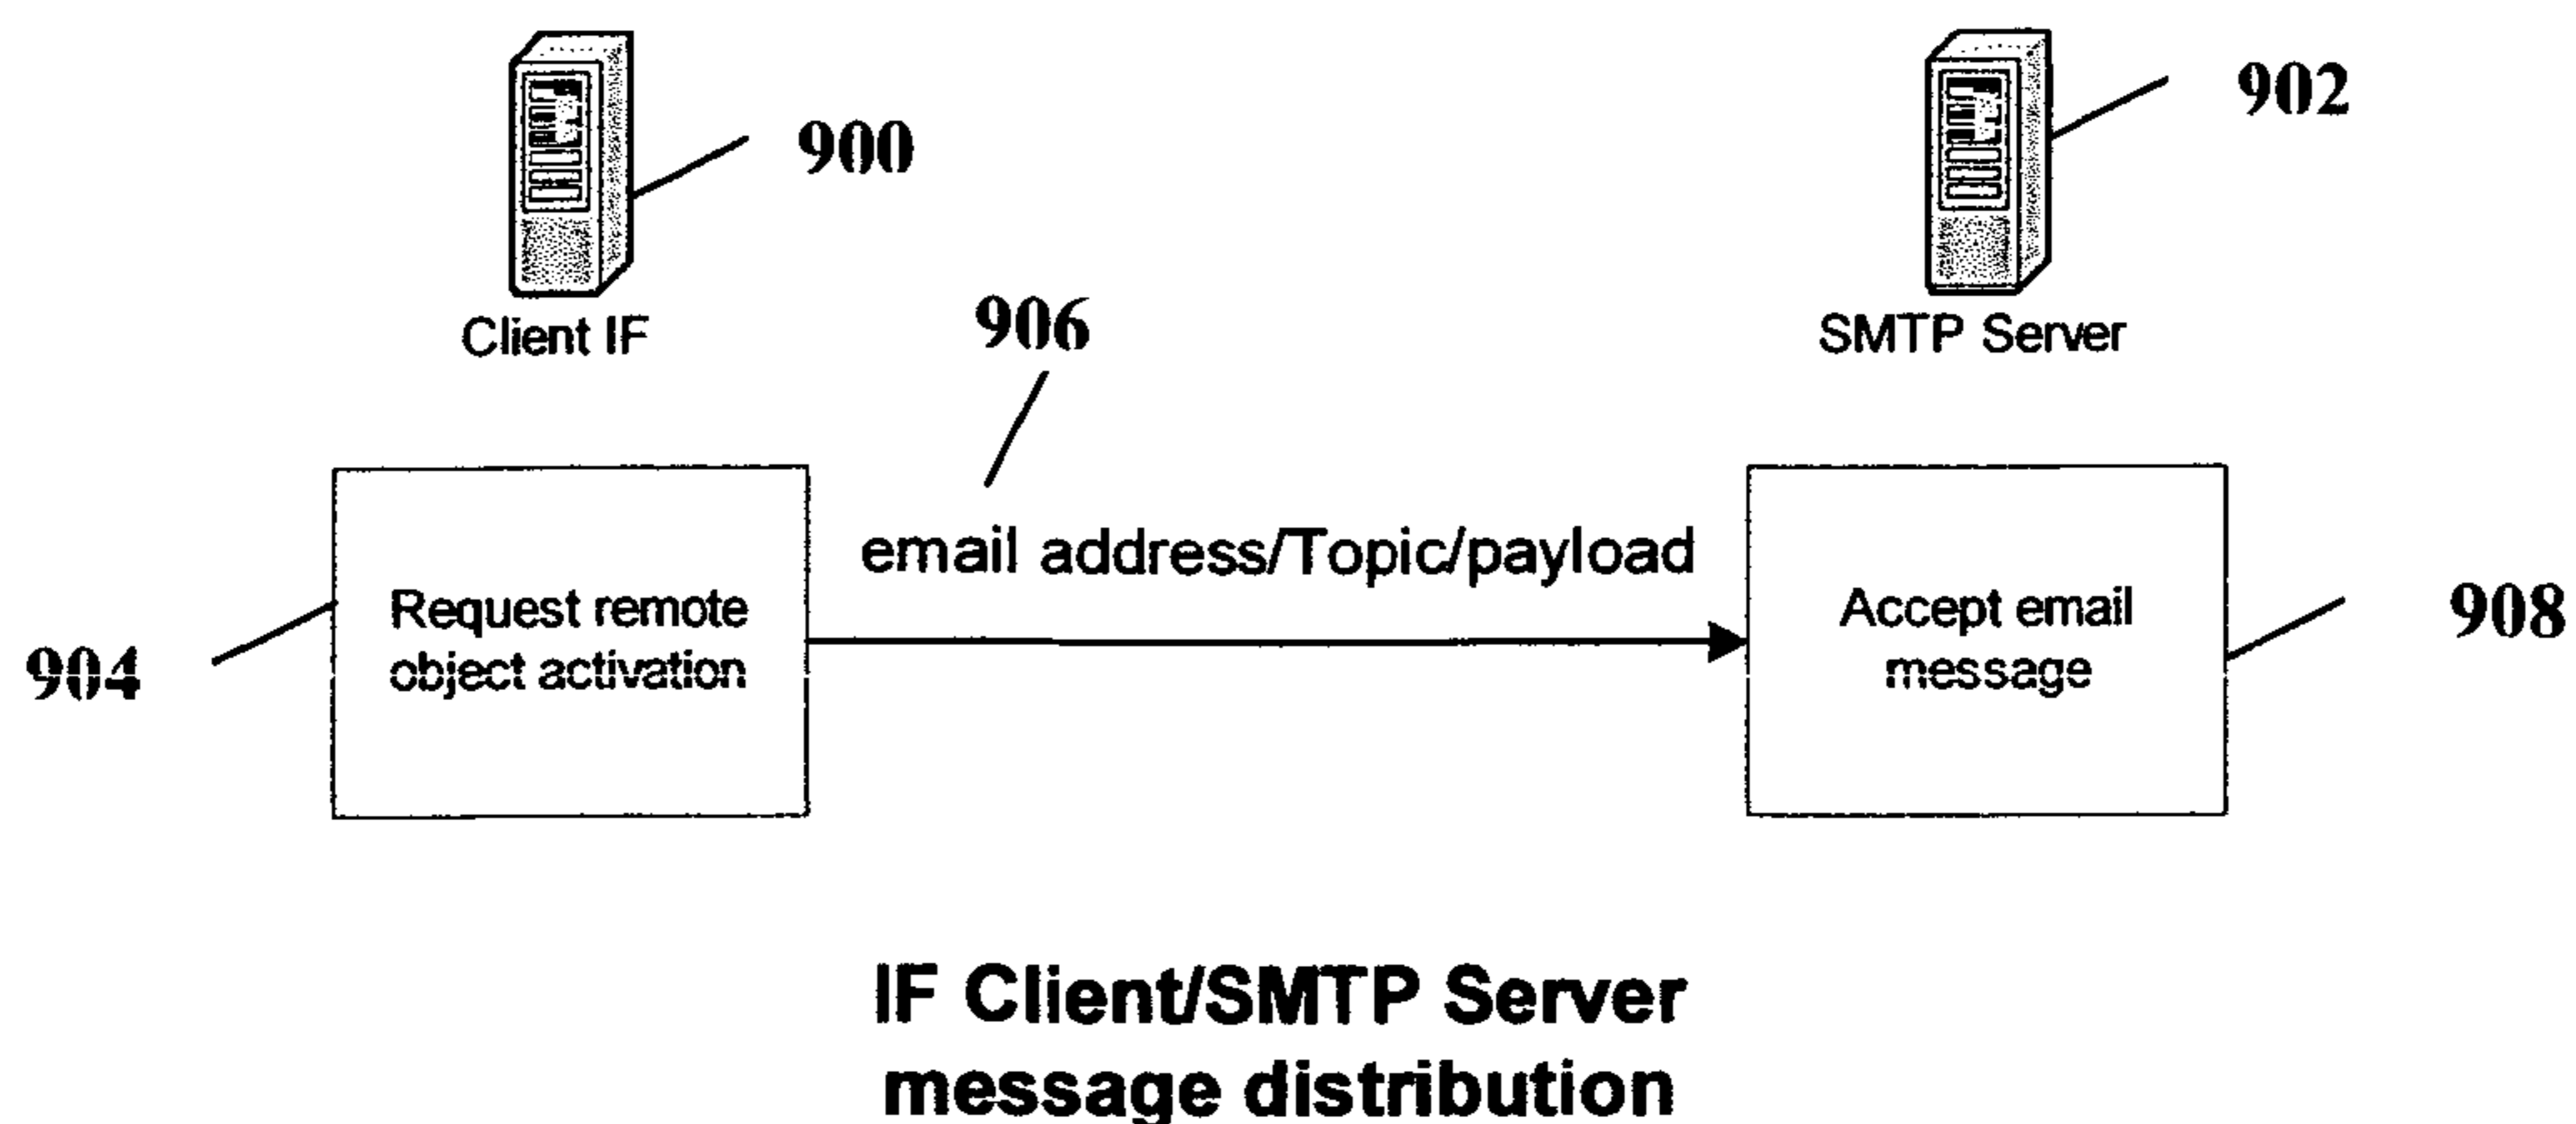 900
902
Client IF
906
SMTP Server
email address/Topic/payload
904
Request remote
object activation
Accept email
message
908
IF Client/SMTP Server
message distribution